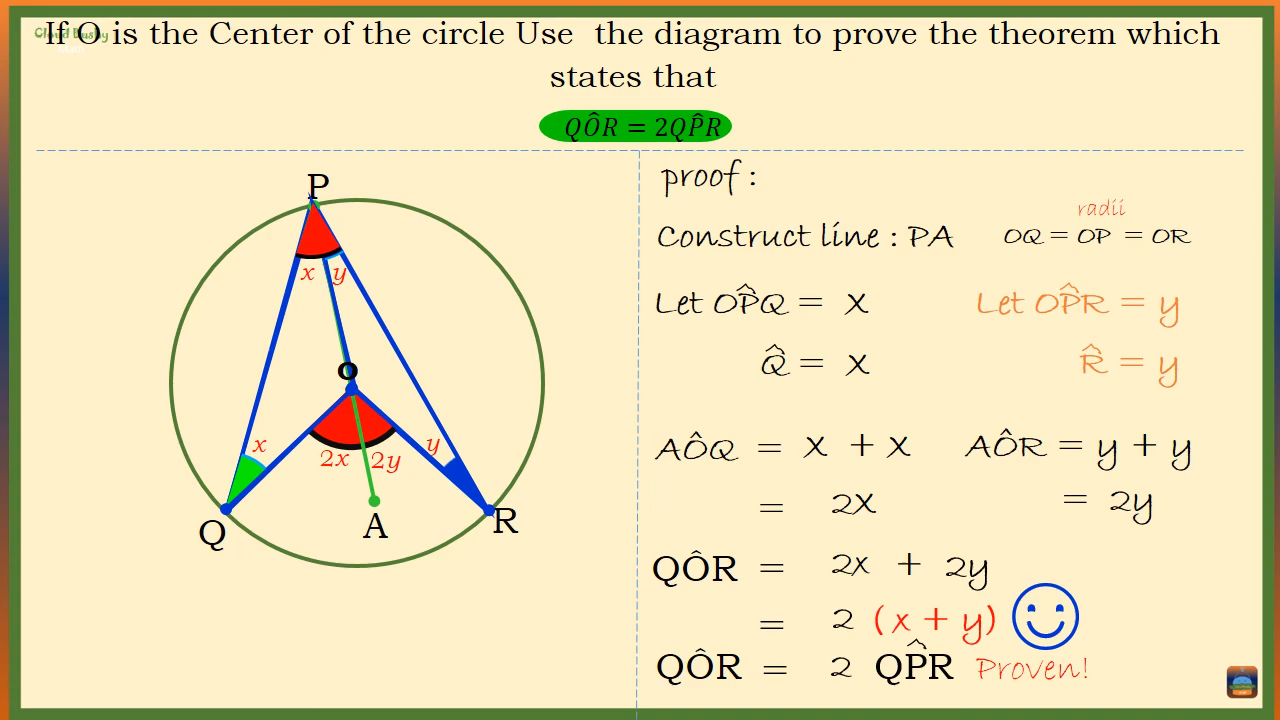 If O is the Center of the circle Use the diagram to prove the theorem which
states that
QÔR = 2QP̂R
proof :
radii
Construct line : PA OQ = OP = OR
Let OP̂Q = x Let OP̂R = y
Q̂ = x R̂ = y
AÔQ = x + x AÔR = y + y
= 2x = 2y
QÔR = 2x + 2y
= 2 (x + y)
QÔR = 2 QP̂R Proven!
P
x y
O
x 2x 2y y
Q A R